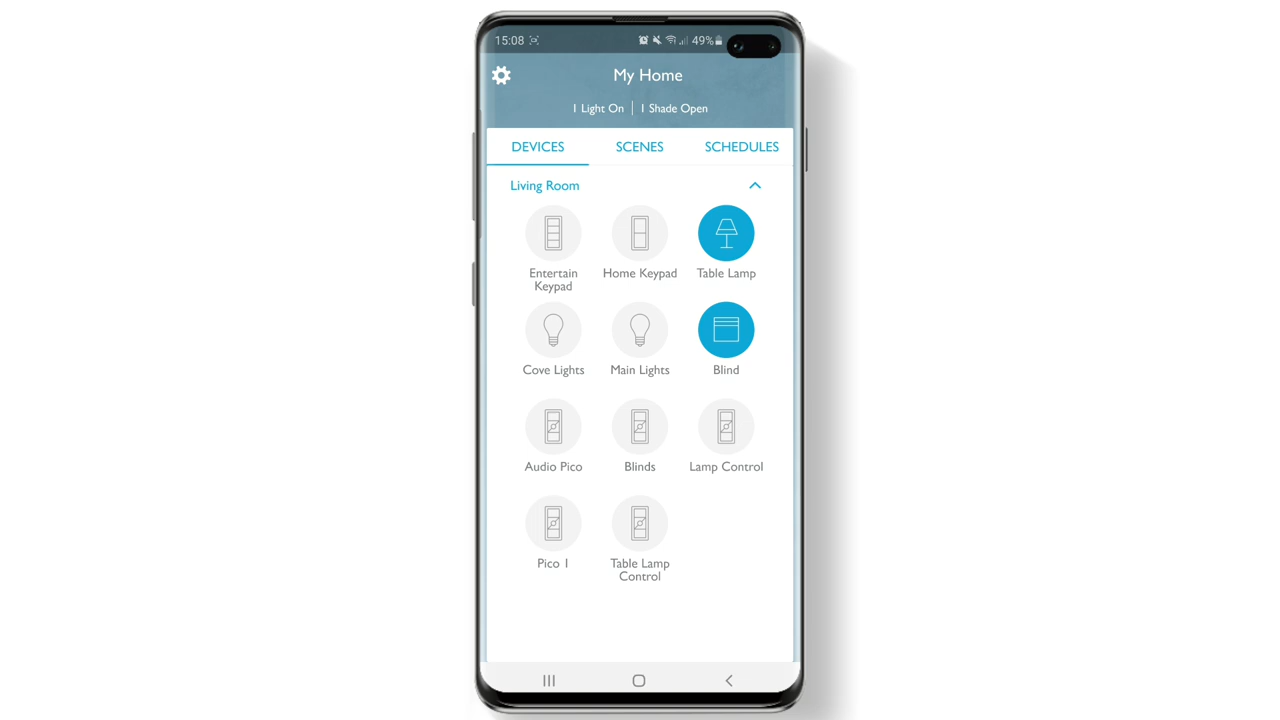 15:08
49%
My Home
1 Light On | 1 Shade Open
DEVICES SCENES SCHEDULES
Living Room
Entertain Home Keypad Table Lamp
Keypad
Cove Lights Main Lights Blind
Audio Pico Blinds Lamp Control
Pico 1 Table Lamp
Control